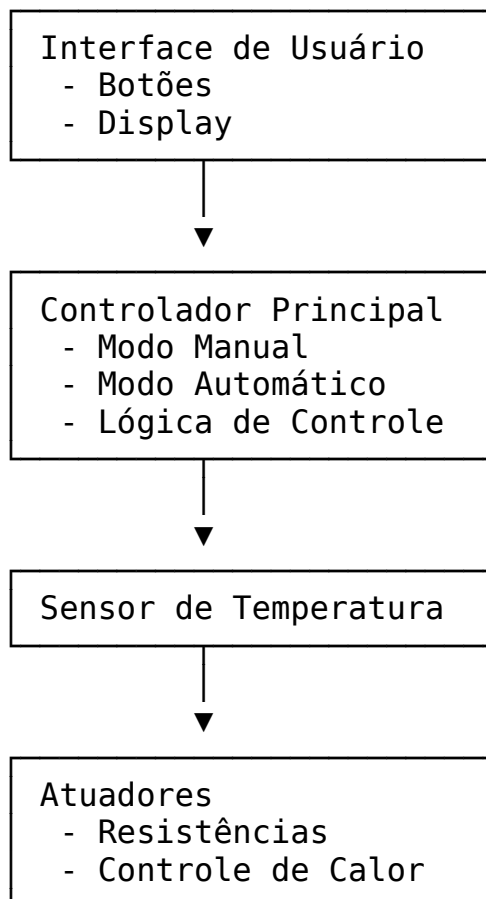 Interface de Usuário
- Botões
- Display
Controlador Principal
- Modo Manual
- Modo Automático
- Lógica de Controle
Sensor de Temperatura
Atuadores
- Resistências
- Controle de Calor